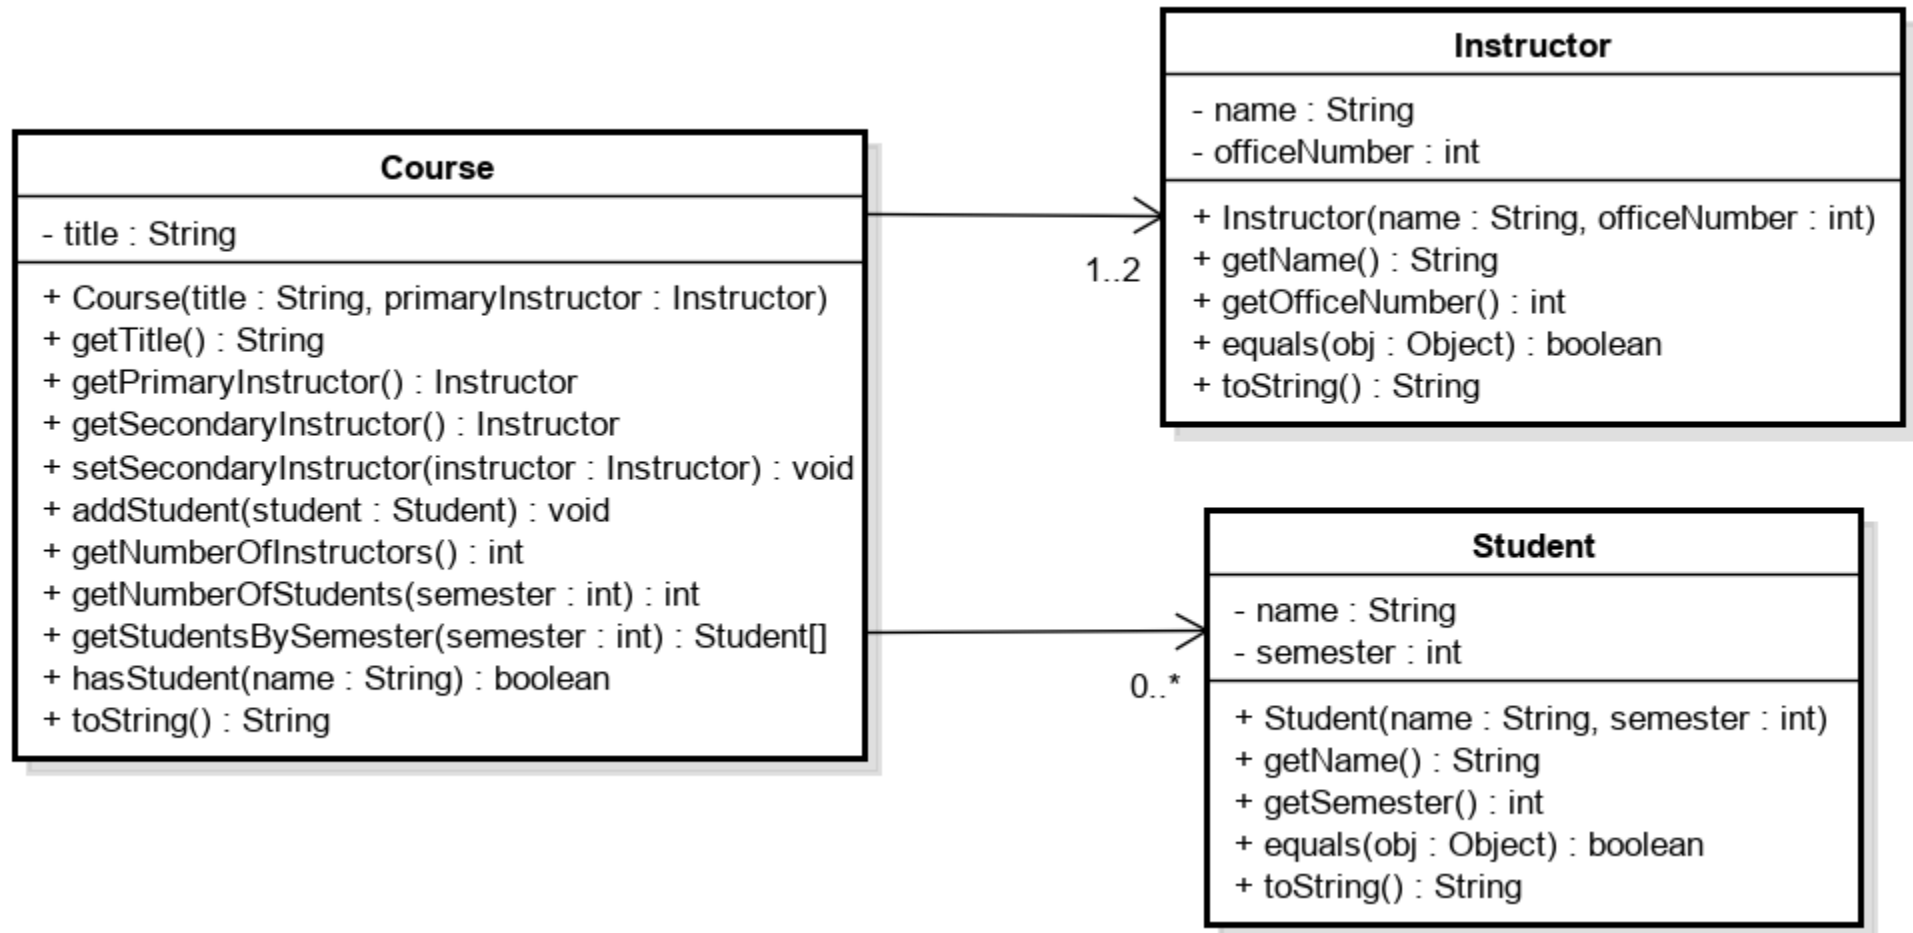 Course
- title : String
+ Course(title : String, primaryInstructor : Instructor)
+ getTitle() : String
+ getPrimaryInstructor() : Instructor
+ getSecondaryInstructor() : Instructor
+ setSecondaryInstructor(instructor : Instructor) : void
+ addStudent(student : Student) : void
+ getNumberOfInstructors() : int
+ getNumberOfStudents(semester : int) : int
+ getStudentsBySemester(semester : int) : Student[]
+ hasStudent(name : String) : boolean
+ toString() : String
1..2
0..*
Instructor
- name : String
- officeNumber : int
+ Instructor(name : String, officeNumber : int)
+ getName() : String
+ getOfficeNumber() : int
+ equals(obj : Object) : boolean
+ toString() : String
Student
- name : String
- semester : int
+ Student(name : String, semester : int)
+ getName() : String
+ getSemester() : int
+ equals(obj : Object) : boolean
+ toString() : String